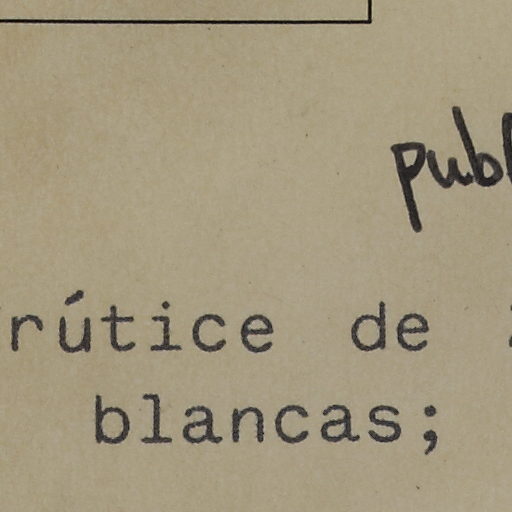 publ
rútice de
blancas;